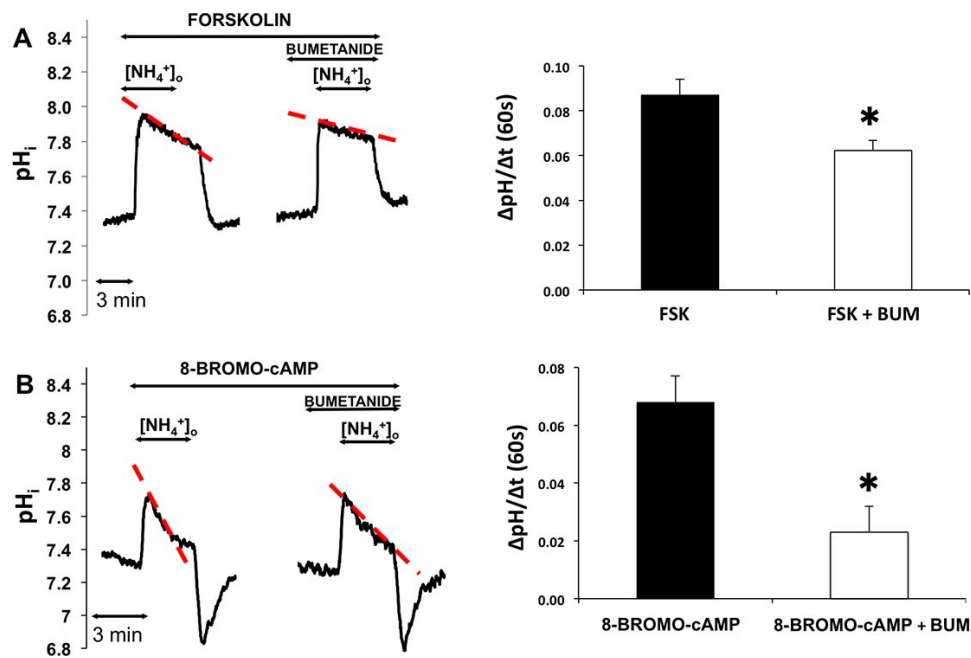 A
FORSKOLIN
BUMETANIDE
[NH₄⁺]ₒ
[NH₄⁺]ₒ
pHᵢ
8.4
8.2
8.0
7.8
7.6
7.4
7.2
7.0
6.8
3 min
ΔpH/Δt (60s)
0.10
0.08
0.06
0.04
0.02
0.00
*
FSK
FSK + BUM
B
8-BROMO-cAMP
BUMETANIDE
[NH₄⁺]ₒ
[NH₄⁺]ₒ
pHᵢ
8.4
8.2
8
7.8
7.6
7.4
7.2
7
6.8
3 min
ΔpH/Δt (60s)
0.08
0.06
0.04
0.02
0.00
*
8-BROMO-cAMP
8-BROMO-cAMP + BUM